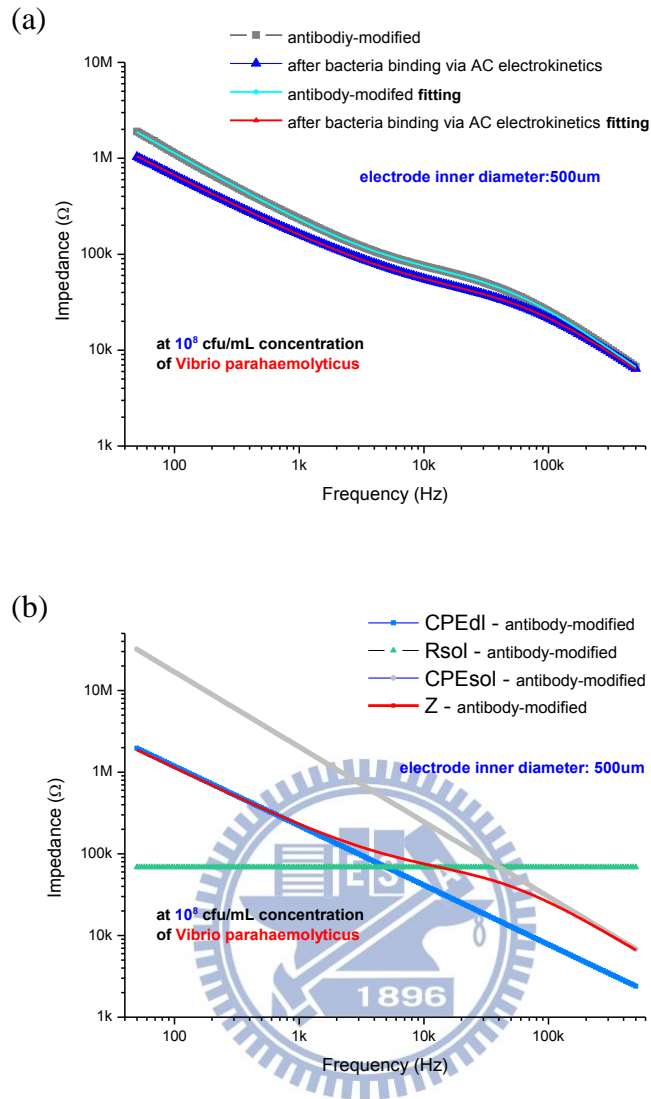 (a)
antibodiy-modified
after bacteria binding via AC electrokinetics
antibody-modifed fitting
after bacteria binding via AC electrokinetics fitting
10M
1M
100k
10k
1k
Impedance (Ω)
electrode inner diameter:500um
at 10⁸ cfu/mL concentration
of Vibrio parahaemolyticus
100
1k
10k
100k
Frequency (Hz)
(b)
CPEdl - antibody-modified
Rsol - antibody-modified
CPEsol - antibody-modified
Z - antibody-modified
10M
1M
100k
10k
1k
Impedance (Ω)
electrode inner diameter: 500um
at 10⁸ cfu/mL concentration
of Vibrio parahaemolyticus
E S
1896
100
1k
10k
100k
Frequency (Hz)